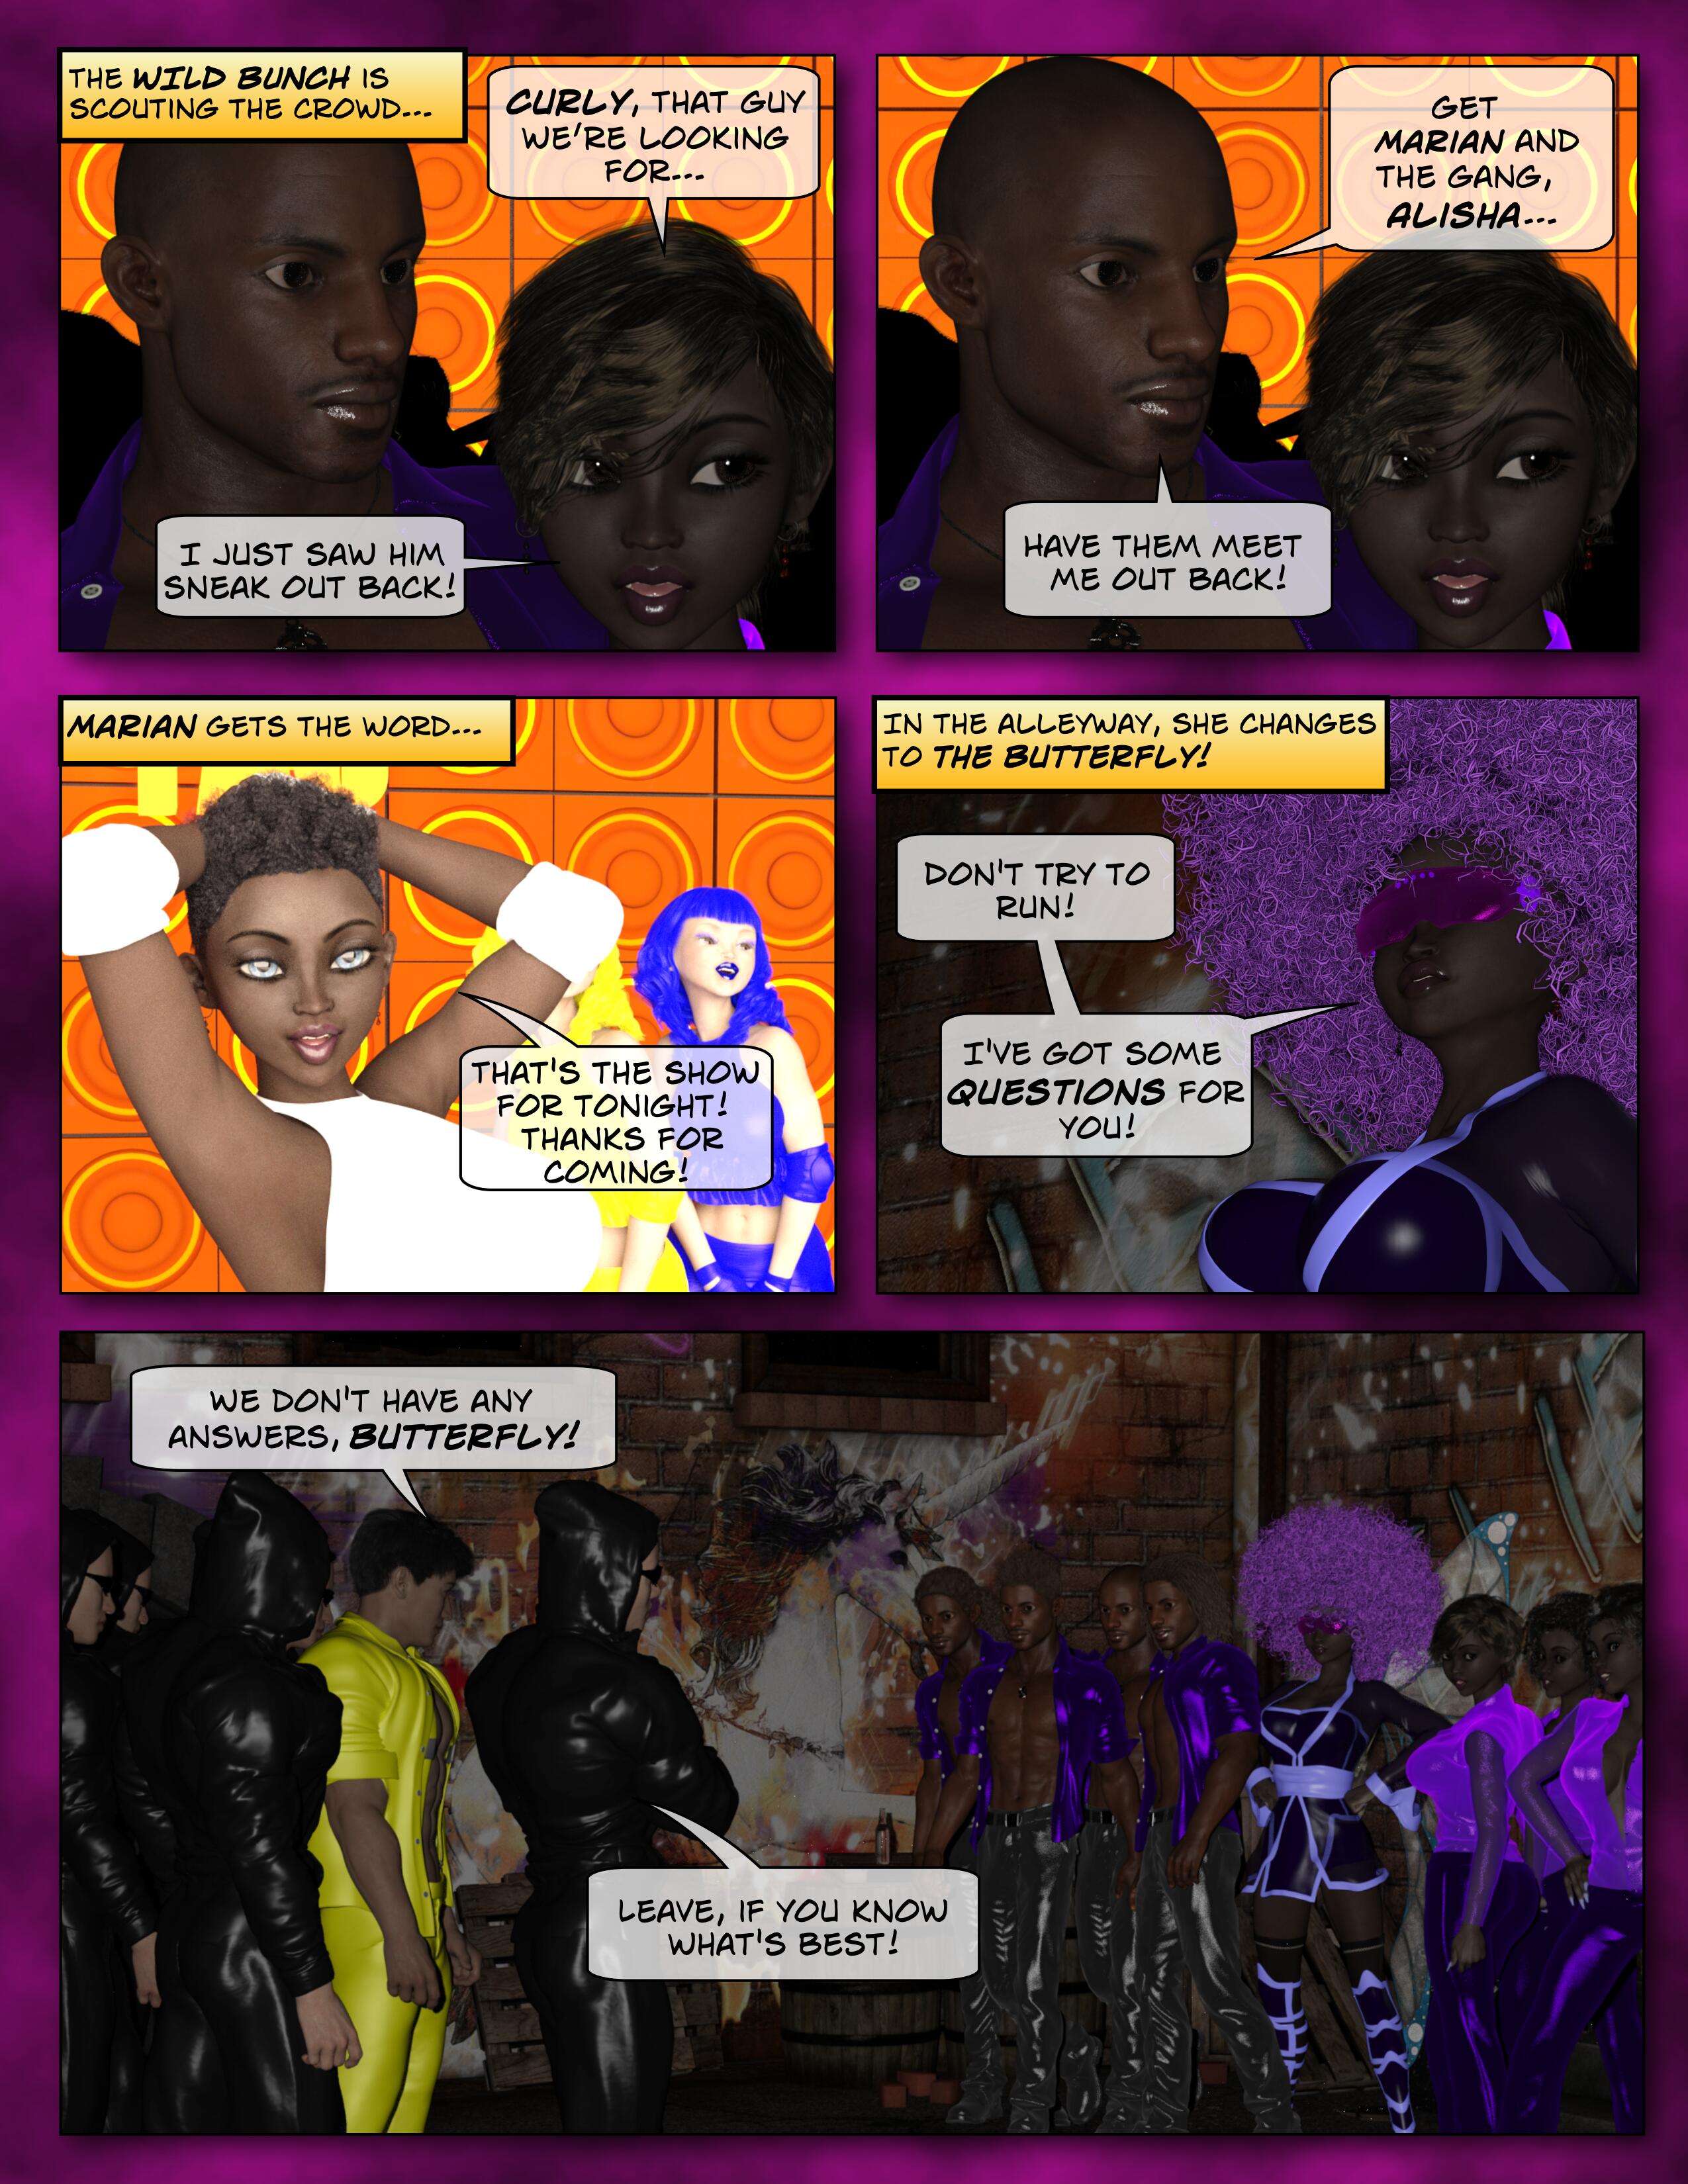 THE WILD BUNCH IS
SCOUTING THE CROWD...
CURLY, THAT GUY
WE'RE LOOKING
FOR...
I JUST SAW HIM
SNEAK OUT BACK!
GET
MARIAN AND
THE GANG,
ALISHA...
HAVE THEM MEET
ME OUT BACK!
MARIAN GETS THE WORD...
THAT'S THE SHOW
FOR TONIGHT!
THANKS FOR
COMING!
IN THE ALLEYWAY, SHE CHANGES
TO THE BUTTERFLY!
DON'T TRY TO
RUN!
I'VE GOT SOME
QUESTIONS FOR
YOU!
WE DON'T HAVE ANY
ANSWERS, BUTTERFLY!
LEAVE, IF YOU KNOW
WHAT'S BEST!